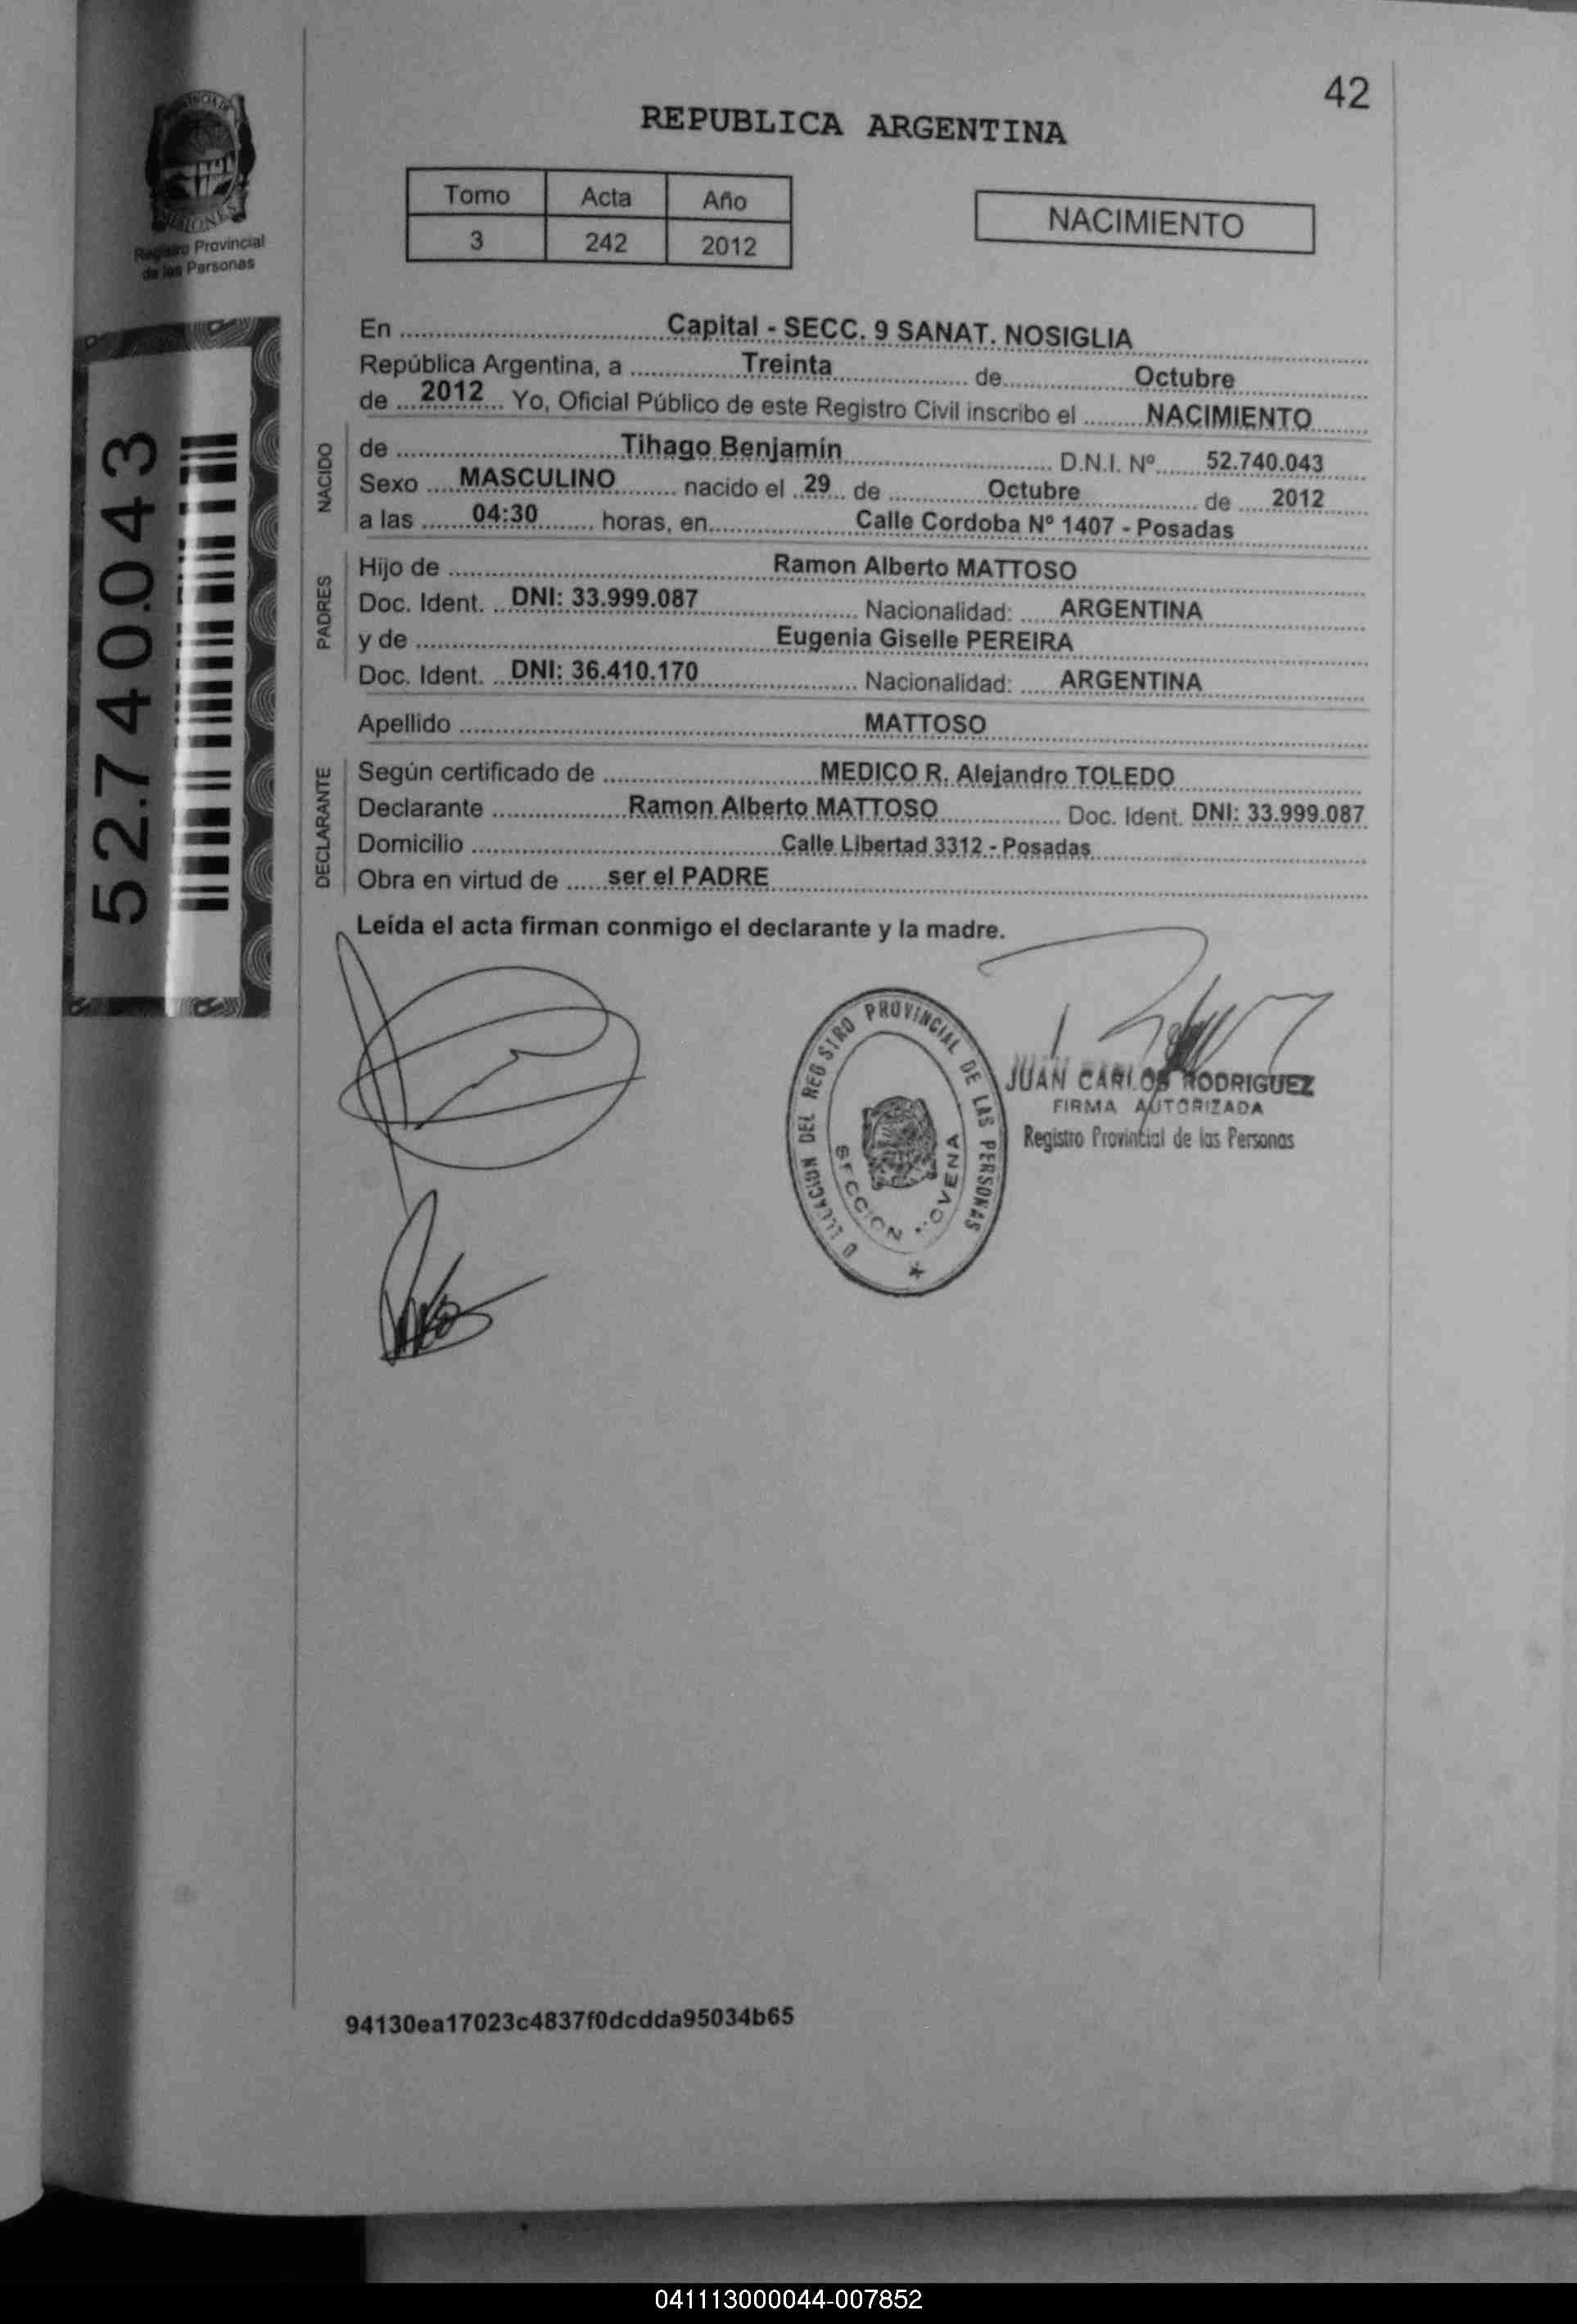 42
REPUBLICA ARGENTINA
Tomo Acta Año
3 242 2012
NACIMIENTO
Registro Provincial
de las Personas
52.740.043
En Capital - SECC. 9 SANAT. NOSIGLIA
República Argentina, a Treinta de Octubre
de 2012 Yo, Oficial Público de este Registro Civil inscribo el NACIMIENTO
NACIDO
de Tihago Benjamín D.N.I. Nº 52.740.043
Sexo MASCULINO nacido el 29 de Octubre de 2012
a las 04:30 horas, en Calle Cordoba Nº 1407 - Posadas
PADRES
Hijo de Ramon Alberto MATTOSO
Doc. Ident. DNI: 33.999.087 Nacionalidad: ARGENTINA
y de Eugenia Giselle PEREIRA
Doc. Ident. DNI: 36.410.170 Nacionalidad: ARGENTINA
Apellido MATTOSO
DECLARANTE
Según certificado de MEDICO R. Alejandro TOLEDO
Declarante Ramon Alberto MATTOSO Doc. Ident. DNI: 33.999.087
Domicilio Calle Libertad 3312 - Posadas
Obra en virtud de ser el PADRE
Leída el acta firman conmigo el declarante y la madre.
DEL REGISTRO PROVINCIAL DE LAS PERSONAS
SECCION NOVENA
JUAN CARLOS RODRIGUEZ
FIRMA AUTORIZADA
Registro Provincial de las Personas
94130ea17023c4837f0dcdda95034b65
041113000044-007852